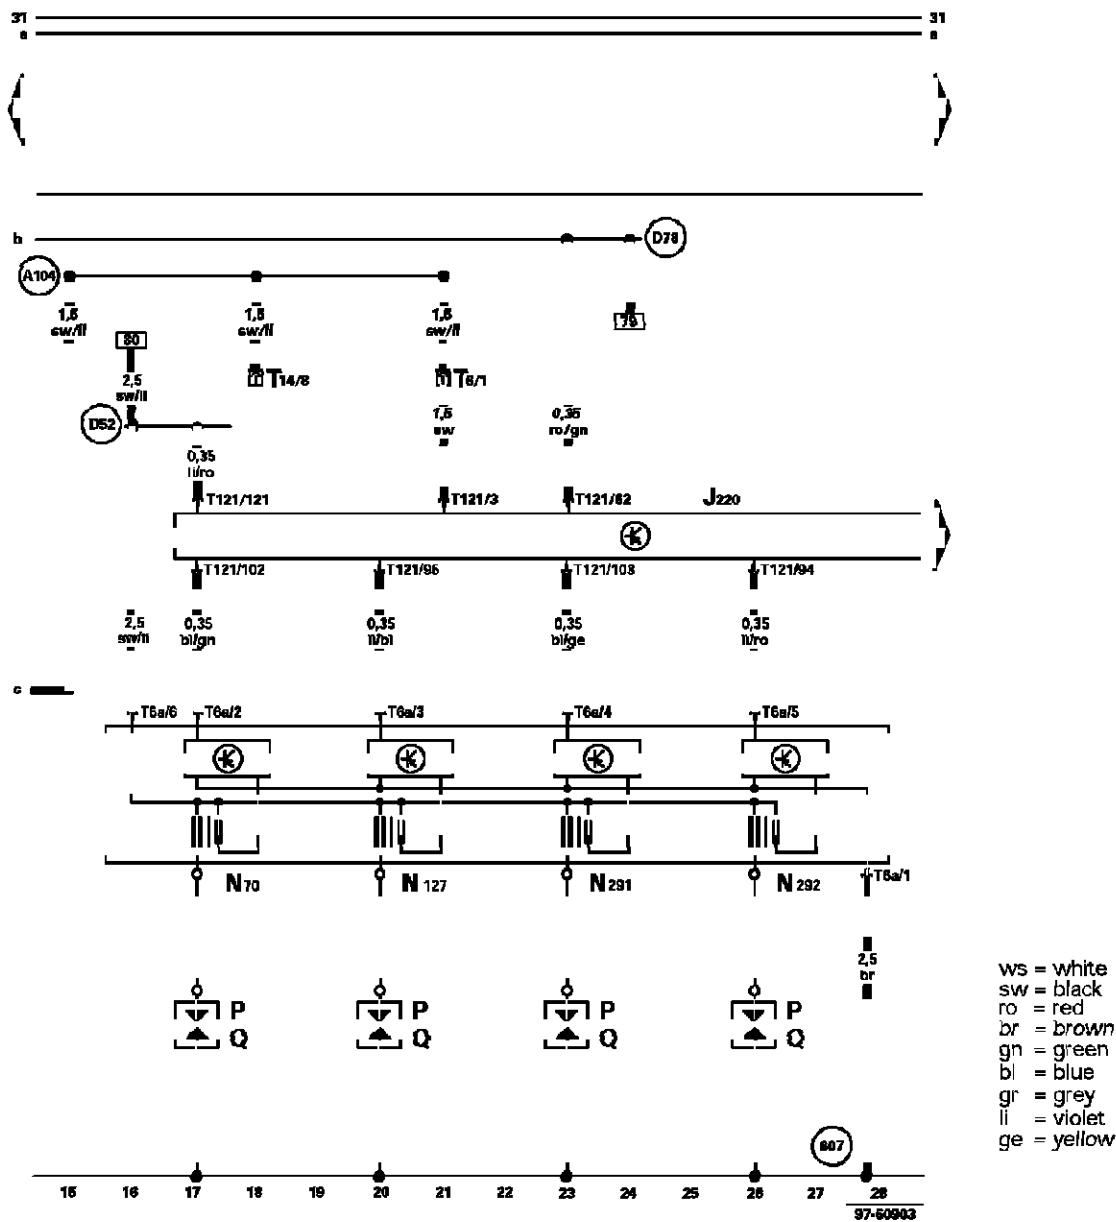 31 31
a a
b D78
A104
1,5 1,5 1,5 79
sw/li sw/li sw/li
80
T14/8 T6/1
2,5
sw/li
D52 1,5 0,35
sw ro/gn
0,35
li/ro
T121/121 T121/3 T121/62 J220
T121/102 T121/95 T121/103 T121/94
2,5 0,35 0,35 0,35 0,35
sw/li bl/gn li/bl bl/ge li/ro
c
T6a/6 T6a/2 T6a/3 T6a/4 T6a/5
N70 N127 N291 N292 T6a/1
2,5
br
P P P P
Q Q Q Q
ws = white
sw = black
ro = red
br = brown
gn = green
bl = blue
gr = grey
li = violet
ge = yellow
607
15 16 17 18 19 20 21 22 23 24 25 26 27 28
97-60903